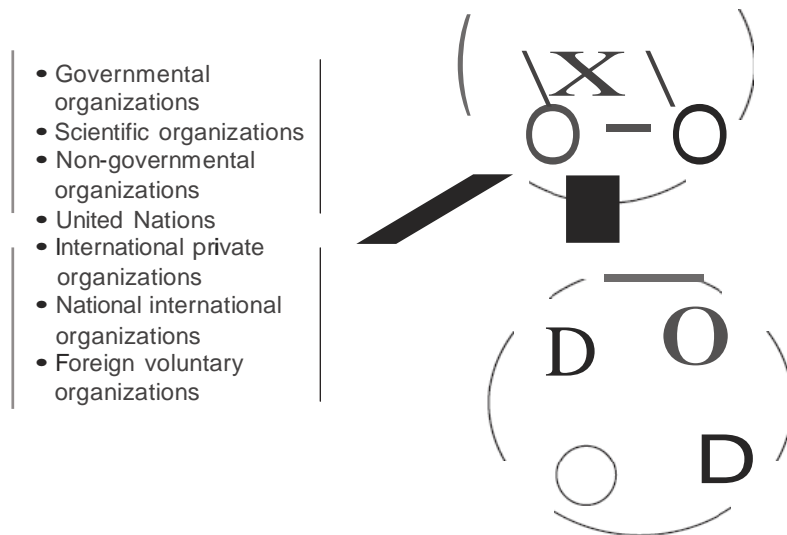 • Governmental
organizations
• Scientific organizations
• Non-governmental
organizations
• United Nations
• International private
organizations
• National international
organizations
• Foreign voluntary
organizations
X
O – O
D O
D